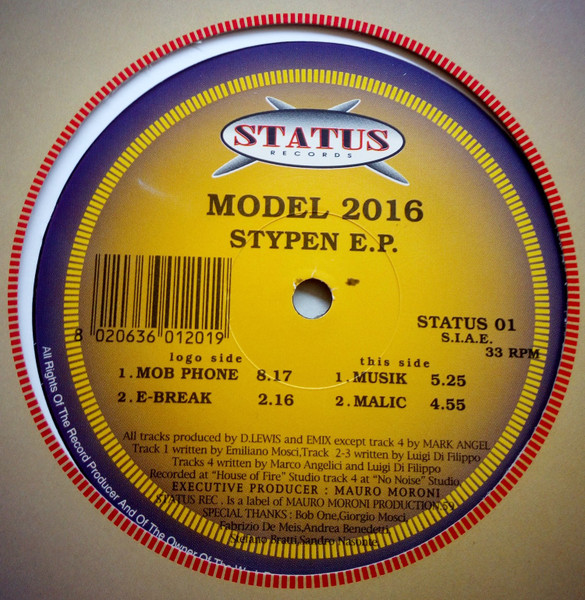 STATUS
RECORDS
MODEL 2016
STYPEN E.P.
8 020636 012019
STATUS 01
S.I.A.E.
33 RPM
logo side
1. MOB PHONE 8.17
2. E-BREAK 2.16
this side
1. MUSIK 5.25
2. MALIC 4.55
All tracks produced by D.LEWIS and EMIX except track 4 by MARK ANGEL
Track 1 written by Emiliano Mosci,Track 2-3 written by Luigi Di Filippo
Tracks 4 written by Marco Angelici and Luigi Di Filippo
Recorded at "House of Fire" Studio track 4 at "No Noise" Studio
EXECUTIVE PRODUCER : MAURO MORONI
STATUS REC . Is a label of MAURO MORONI PRODUCTION.S9
SPECIAL THANKS : Bob One,Giorgio Mosci
Fabrizio De Meis,Andrea Benedetti
Stefano Bratti,Sandro Nasonte
All Rights Of The Record Producer And Of The Owner Of The